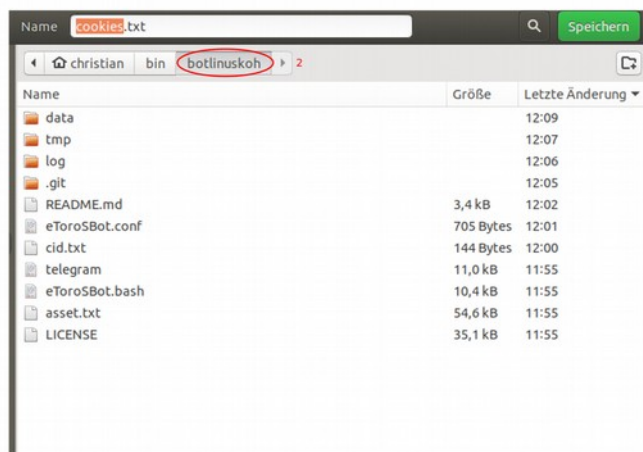 Name cookies.txt Speichern
christian bin botlinuskoh 2
Name Größe Letzte Änderung
data 12:09
tmp 12:07
log 12:06
.git 12:05
README.md 3,4 kB 12:02
eToroSBot.conf 705 Bytes 12:01
cid.txt 144 Bytes 12:00
telegram 11,0 kB 11:55
eToroSBot.bash 10,4 kB 11:55
asset.txt 54,6 kB 11:55
LICENSE 35,1 kB 11:55